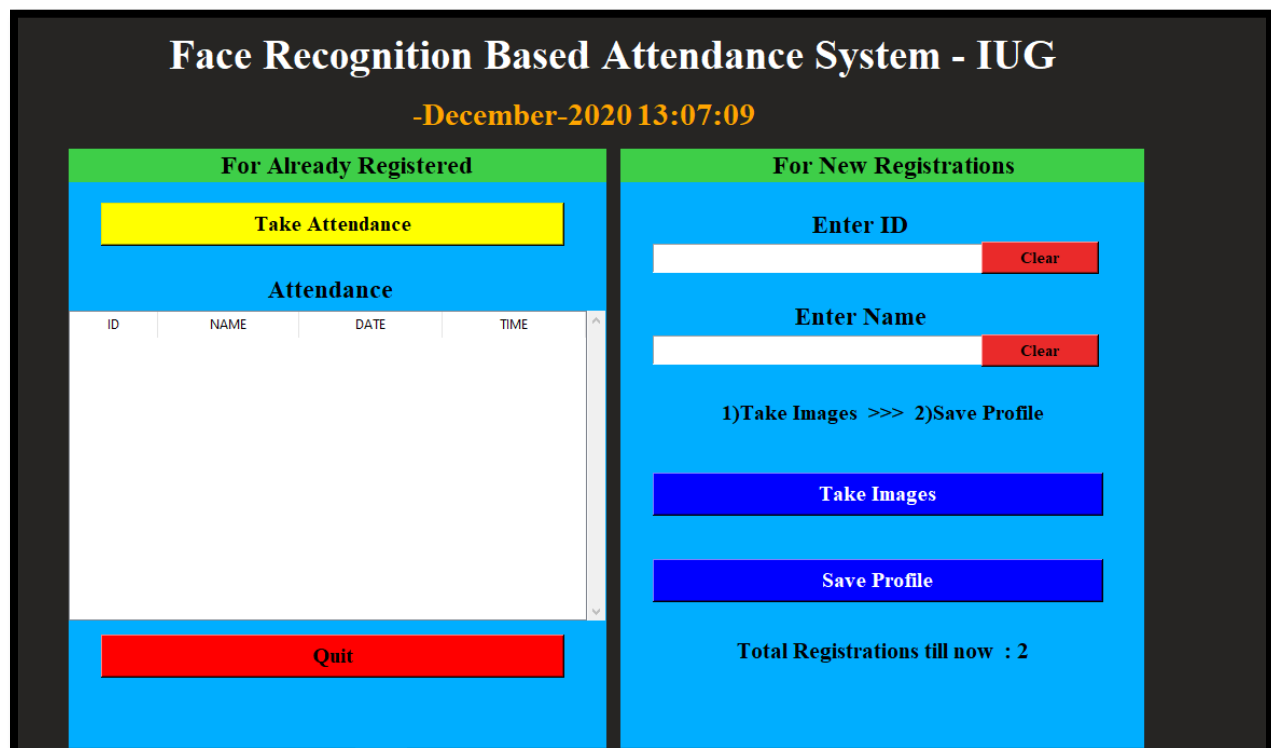 Face Recognition Based Attendance System - IUG
-December-2020 13:07:09
For Already Registered
Take Attendance
Attendance
ID NAME DATE TIME
Quit
For New Registrations
Enter ID
Clear
Enter Name
Clear
1)Take Images >>> 2)Save Profile
Take Images
Save Profile
Total Registrations till now : 2